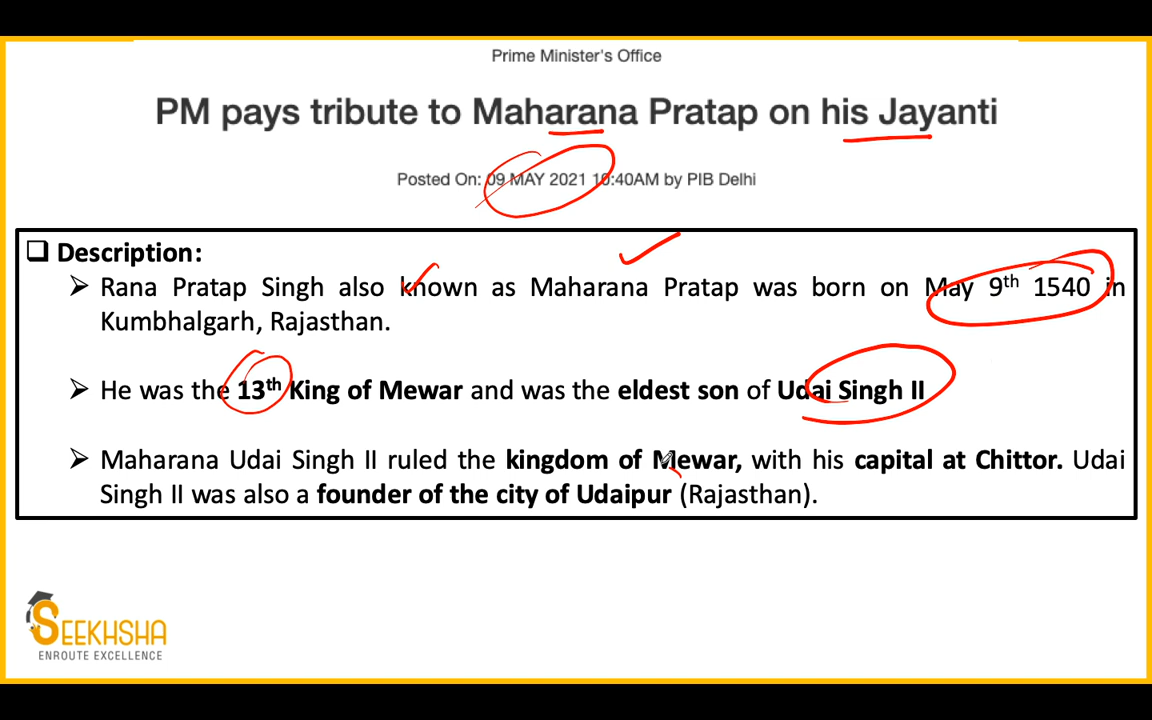 Prime Minister's Office
PM pays tribute to Maharana Pratap on his Jayanti
Posted On: 09 MAY 2021 10:40AM by PIB Delhi
❑ Description:
➢ Rana Pratap Singh also known as Maharana Pratap was born on May 9th 1540 in
Kumbhalgarh, Rajasthan.
➢ He was the 13th King of Mewar and was the eldest son of Udai Singh II
➢ Maharana Udai Singh II ruled the kingdom of Mewar, with his capital at Chittor. Udai
Singh II was also a founder of the city of Udaipur (Rajasthan).
SEEKHSHA
ENROUTE EXCELLENCE